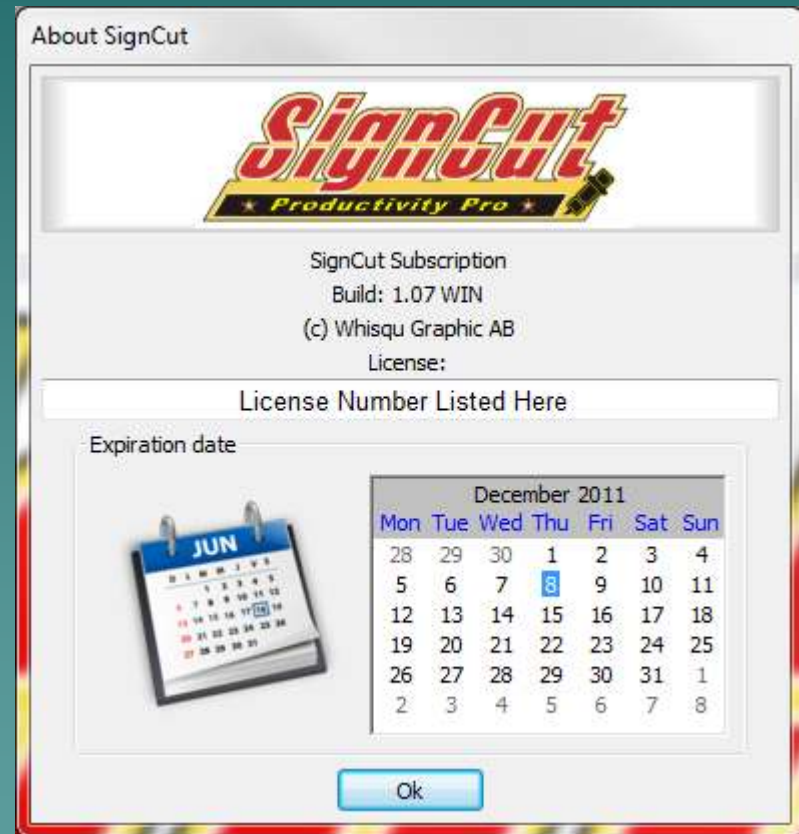 About SignCut
SignCut
Productivity Pro
SignCut Subscription
Build: 1.07 WIN
(c) Whisqu Graphic AB
License:
License Number Listed Here
Expiration date
JUN
December 2011
Mon Tue Wed Thu Fri Sat Sun
28 29 30 1 2 3 4
5 6 7 8 9 10 11
12 13 14 15 16 17 18
19 20 21 22 23 24 25
26 27 28 29 30 31 1
2 3 4 5 6 7 8
Ok